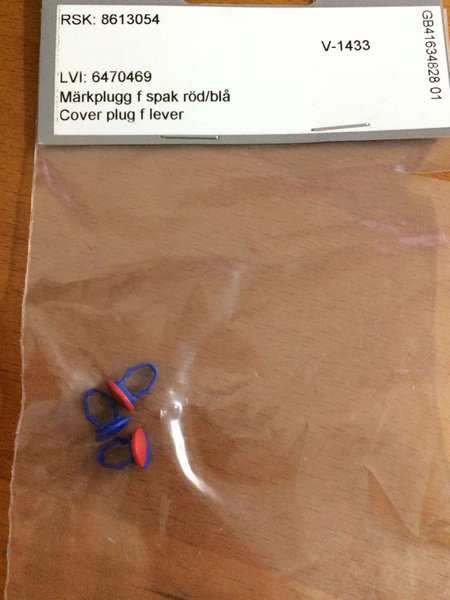 RSK: 8613054
V-1433
LVI: 6470469
Märkplugg f spak röd/blå
Cover plug f lever
GB41634828 01